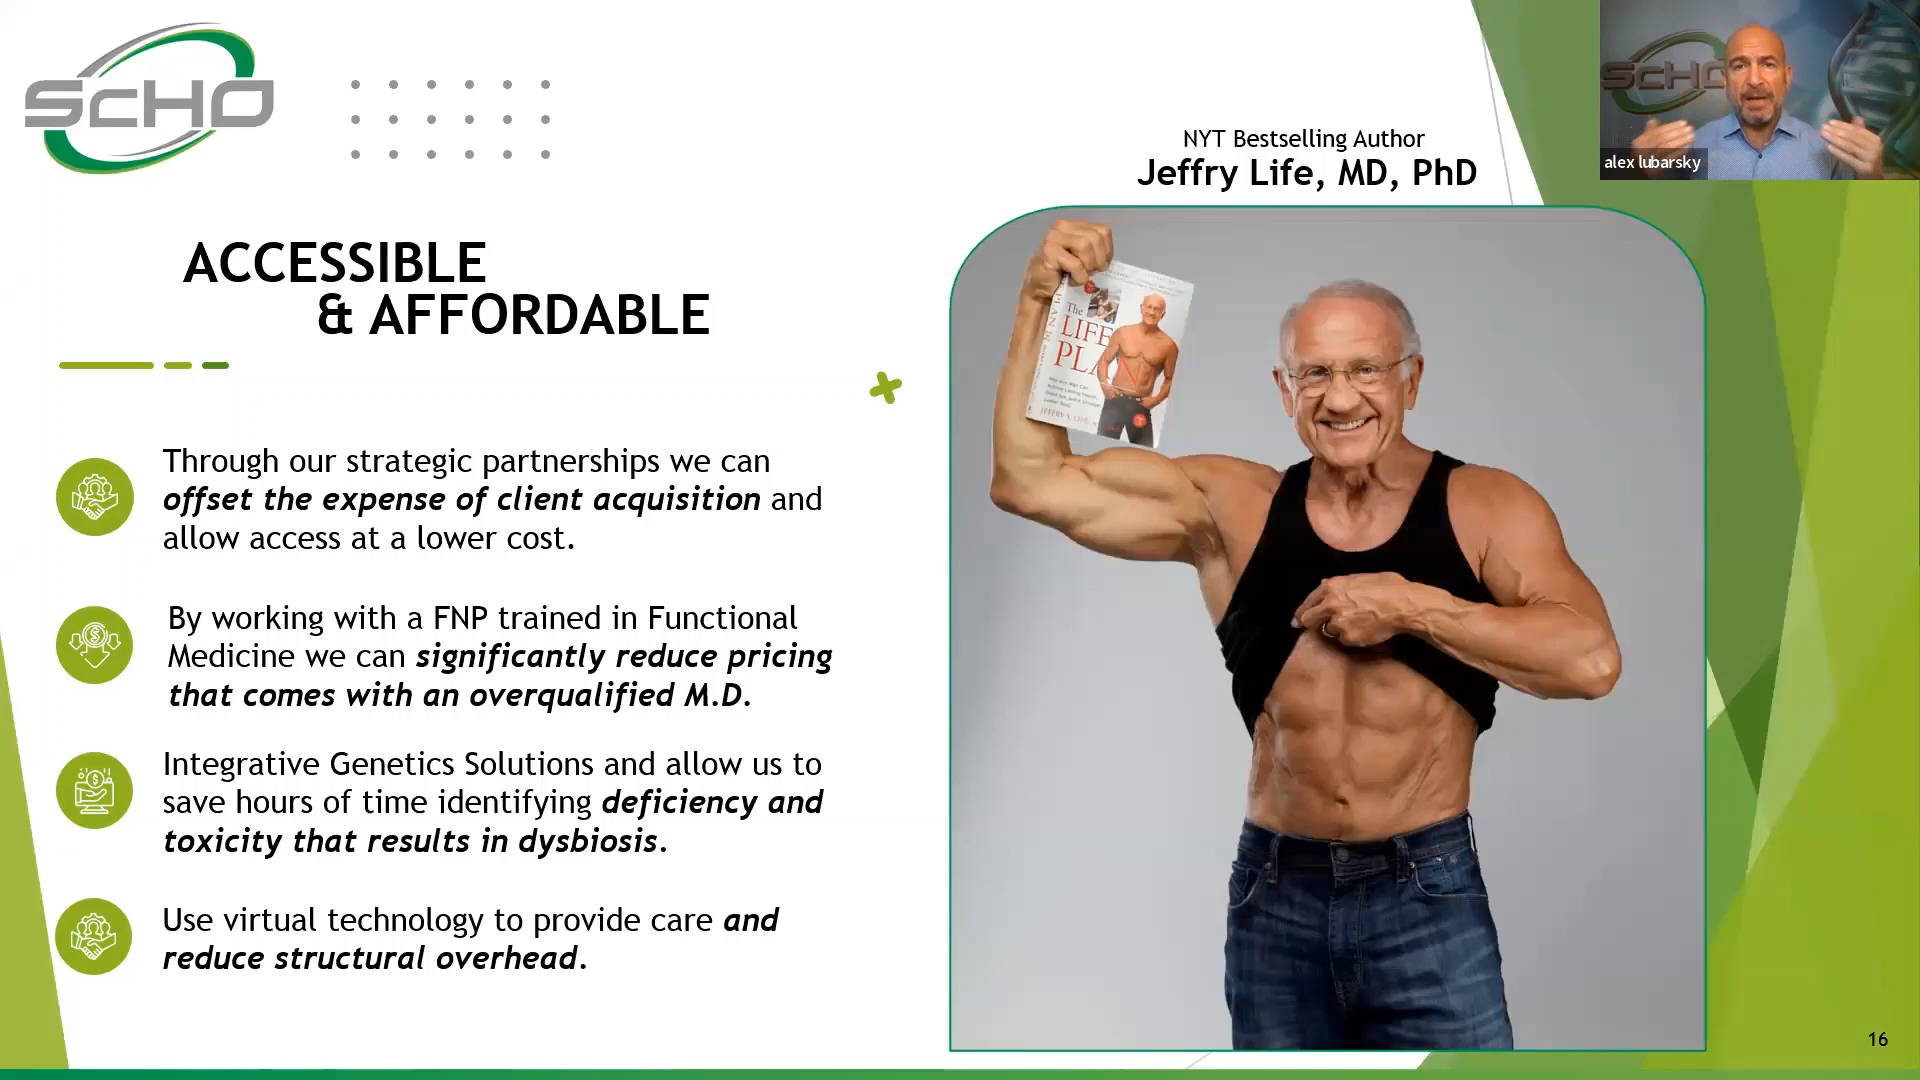 SCHO
NYT Bestselling Author
Jeffry Life, MD, PhD
SCHO
alex lubarsky
ACCESSIBLE
& AFFORDABLE
The
LIFE
PLAN
Through our strategic partnerships we can
offset the expense of client acquisition and
allow access at a lower cost.
By working with a FNP trained in Functional
Medicine we can significantly reduce pricing
that comes with an overqualified M.D.
Integrative Genetics Solutions and allow us to
save hours of time identifying deficiency and
toxicity that results in dysbiosis.
Use virtual technology to provide care and
reduce structural overhead.
16